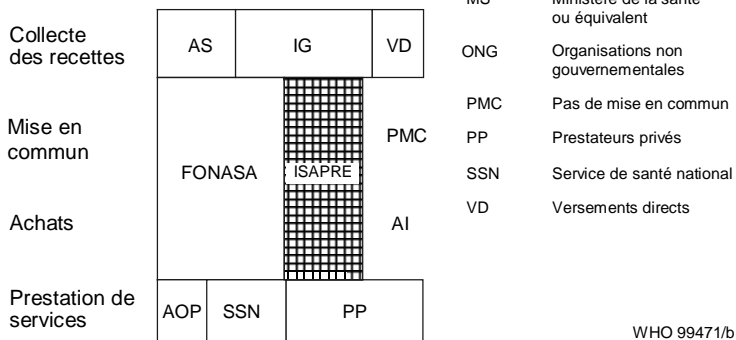 Collecte
des recettes
AS
IG
VD
Mise en
commun
Achats
FONASA
ISAPRE
PMC
AI
Prestation de
services
AOP
SSN
PP
MS Ministère de la santé
ou équivalent
ONG Organisations non
gouvernementales
PMC Pas de mise en commun
PP Prestateurs privés
SSN Service de santé national
VD Versements directs
WHO 99471/b